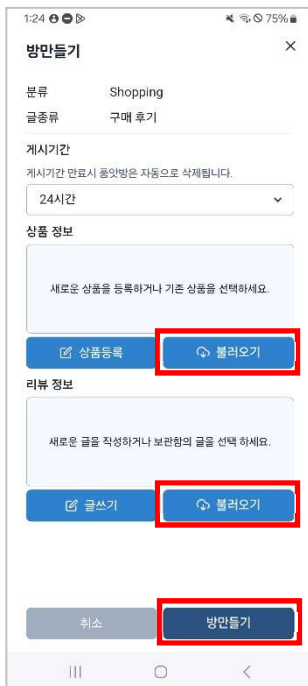 1:24
75%
방만들기
분류 Shopping
글종류 구매 후기
게시기간
게시기간 만료시 품앗방은 자동으로 삭제됩니다.
24시간
상품 정보
새로운 상품을 등록하거나 기존 상품을 선택하세요.
상품등록 불러오기
리뷰 정보
새로운 글을 작성하거나 보관함의 글을 선택 하세요.
글쓰기 불러오기
취소 방만들기